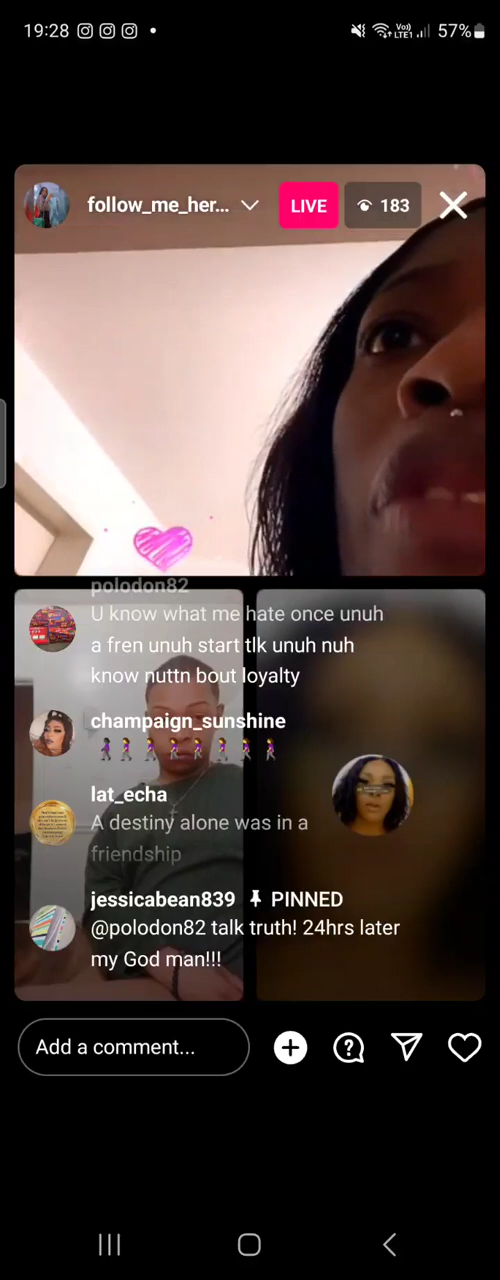 19:28
Vo)) LTE1 57%
follow_me_her... LIVE 183
polodon82
U know what me hate once unuh
a fren unuh start tlk unuh nuh
know nuttn bout loyalty
champaign_sunshine
🚶🏿‍♀️🚶🏽‍♀️🚶🏽‍♀️🚶🏽‍♀️🚶🏽‍♀️🚶🏽‍♀️🚶🏽‍♀️🚶🏽‍♀️
lat_echa
A destiny alone was in a
friendship
jessicabean839 PINNED
@polodon82 talk truth! 24hrs later
my God man!!!
Add a comment...